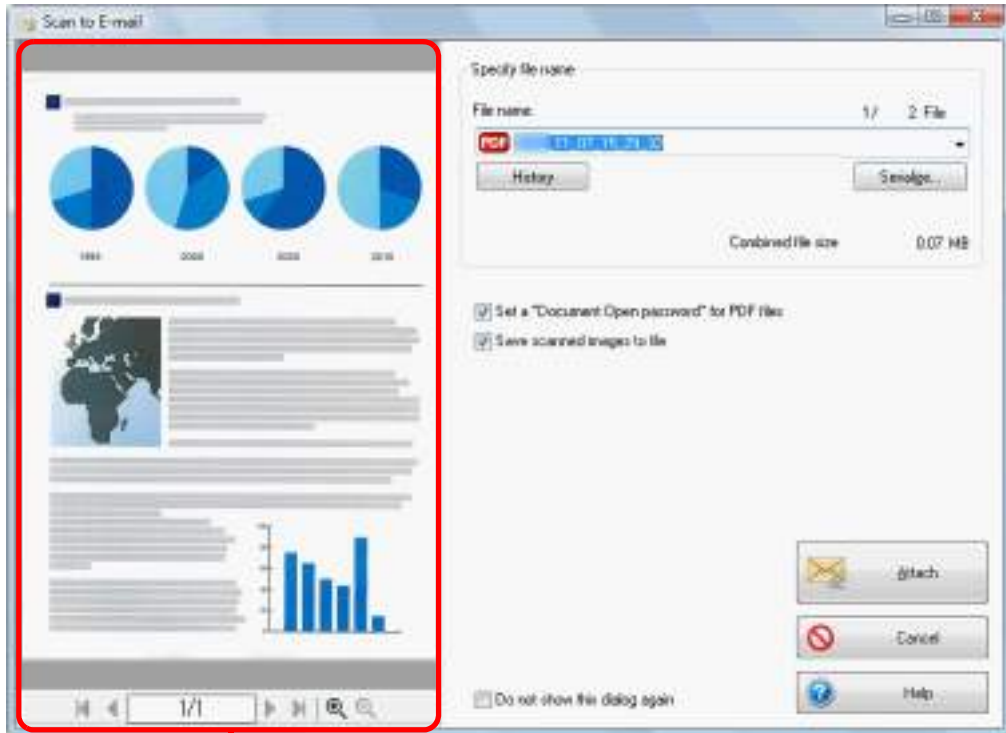 Scan to E-mail
Specify file name
File name:
1/ 2 File
PDF
History
Serialize...
Combined file size 0.07 MB
Set a "Document Open password" for PDF files
Save scanned images to file
Attach
Cancel
Do not show this dialog again
Help
1/1